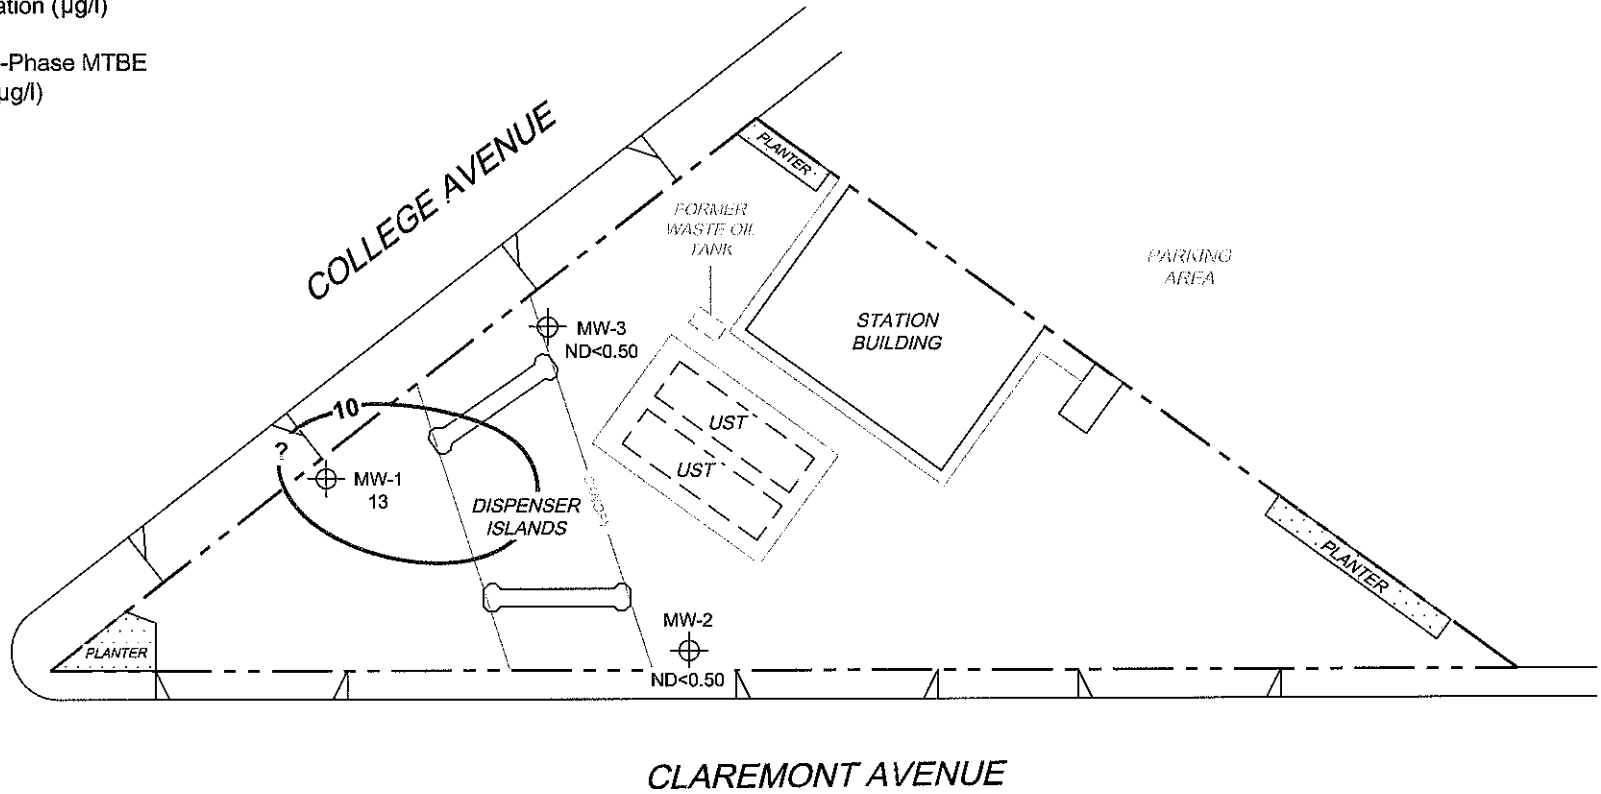 ation (µg/l)
-Phase MTBE
µg/l)
COLLEGE AVENUE
PLANTER
FORMER
WASTE OIL
TANK
PARKING
AREA
STATION
BUILDING
MW-3
ND<0.50
10
?
MW-1
13
UST
UST
DISPENSER
ISLANDS
PLANTER
MW-2
ND<0.50
PLANTER
CLAREMONT AVENUE